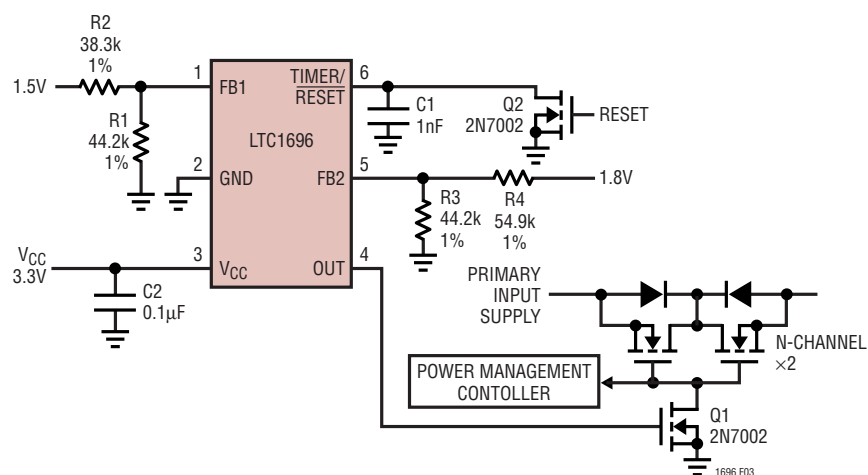 R2
38.3k
1%
1.5V
R1
44.2k
1%
1
FB1
TIMER/
RESET
6
C1
1nF
Q2
2N7002
RESET
LTC1696
2
GND
FB2
5
1.8V
R3
44.2k
1%
R4
54.9k
1%
VCC
3.3V
3
VCC
OUT
4
C2
0.1µF
PRIMARY
INPUT
SUPPLY
N-CHANNEL
×2
POWER MANAGEMENT
CONTOLLER
Q1
2N7002
1696 F03